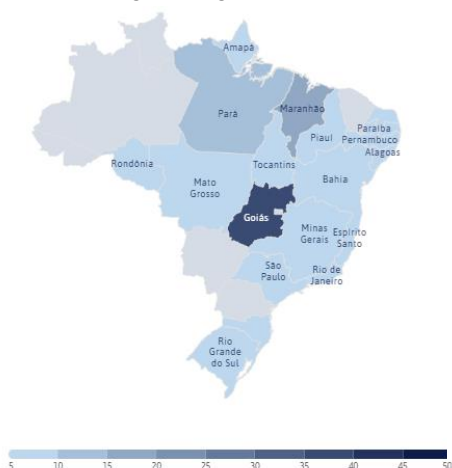 Amapá
Pará
Maranhão
Piauí
Paraíba
Pernambuco
Alagoas
Rondônia
Tocantins
Mato
Grosso
Bahia
Goiás
Minas
Gerais
Espírito
Santo
São
Paulo
Rio de
Janeiro
Rio
Grande
do Sul
5 10 15 20 25 30 35 40 45 50